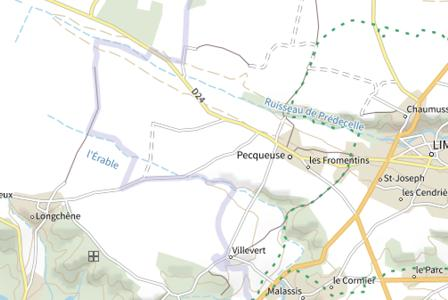 D24
Ruisseau de Prédecelle
Chaumuss
LIM
Pecqueuse
les Fromentins
l'Erable
St-Joseph
les Cendriè
eux
Longchêne
Villevert
"le Parc"
le Cormier
Malassis